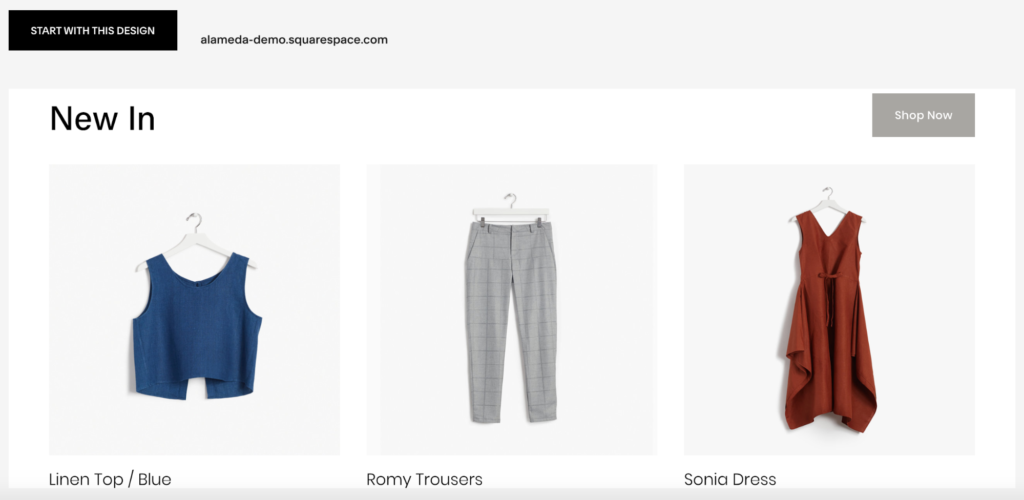 START WITH THIS DESIGN
alameda-demo.squarespace.com
New In
Shop Now
Linen Top / Blue
Romy Trousers
Sonia Dress